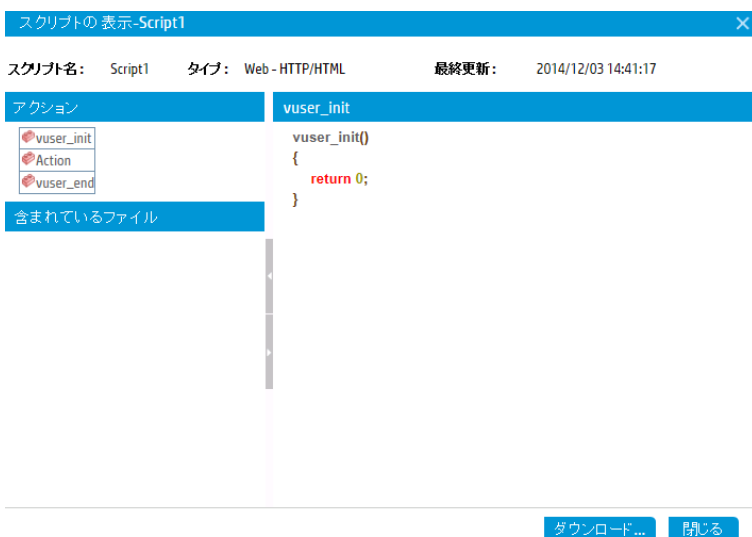 スクリプトの表示-Script1
スクリプト名： Script1 タイプ： Web - HTTP/HTML 最終更新： 2014/12/03 14:41:17
アクション
vuser_init
Action
vuser_end
含まれているファイル
vuser_init
vuser_init()
{
return 0;
}
ダウンロード... 閉じる